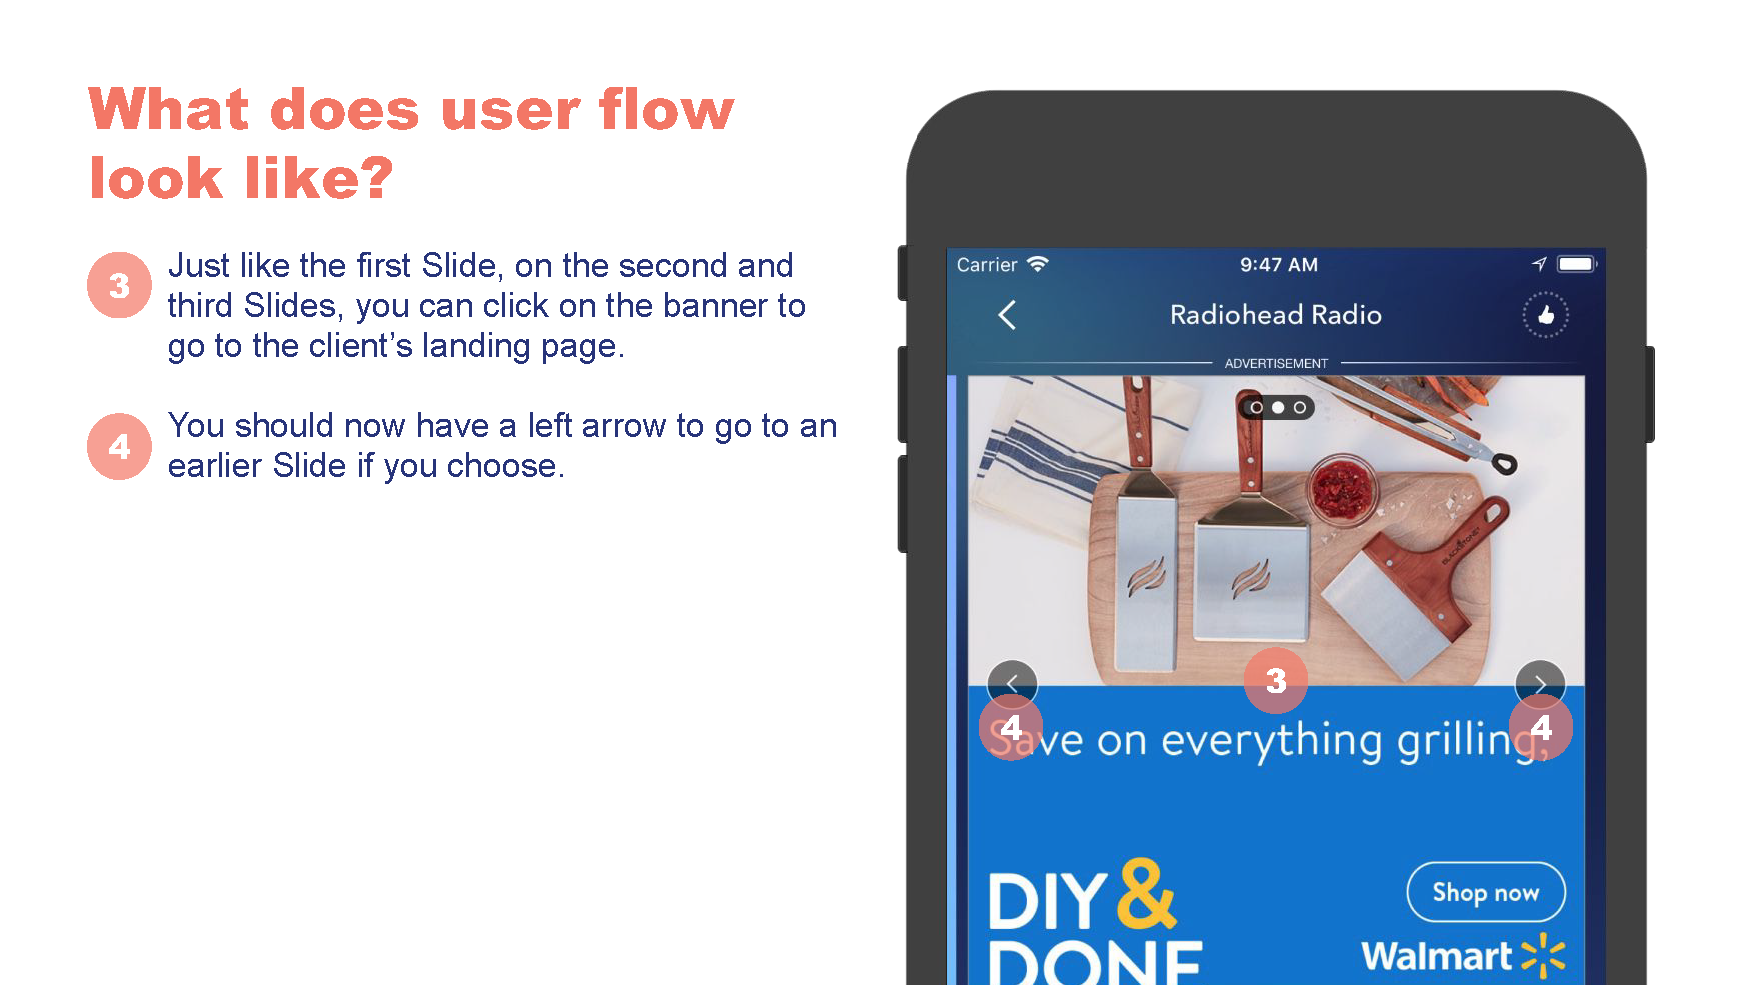 What does user flow
look like?
3
Just like the first Slide, on the second and
third Slides, you can click on the banner to
go to the client’s landing page.
4
You should now have a left arrow to go to an
earlier Slide if you choose.
Carrier
9:47 AM
Radiohead Radio
ADVERTISEMENT
BLACKSTONE
3
4
4
Save on everything grilling,
DIY &
DONE
Shop now
Walmart